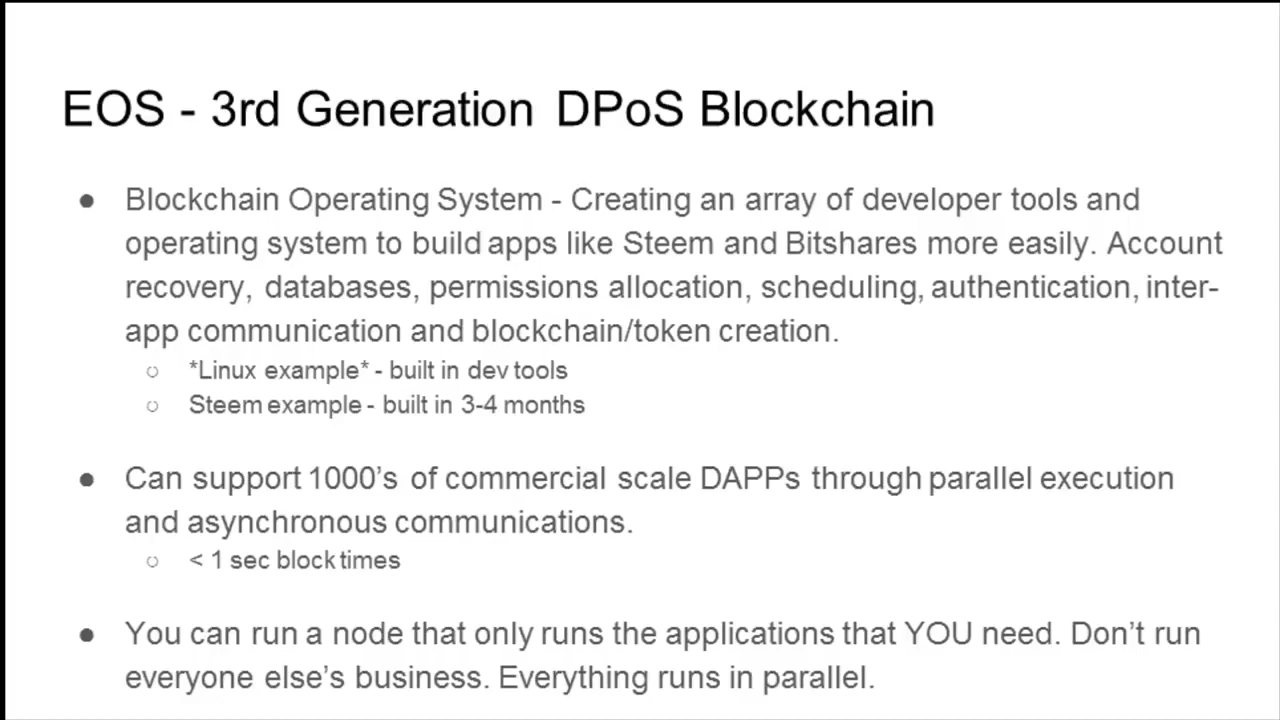 EOS - 3rd Generation DPoS Blockchain
● Blockchain Operating System - Creating an array of developer tools and
operating system to build apps like Steem and Bitshares more easily. Account
recovery, databases, permissions allocation, scheduling, authentication, inter-
app communication and blockchain/token creation.
○ *Linux example* - built in dev tools
○ Steem example - built in 3-4 months
● Can support 1000's of commercial scale DAPPs through parallel execution
and asynchronous communications.
○ < 1 sec block times
● You can run a node that only runs the applications that YOU need. Don't run
everyone else's business. Everything runs in parallel.